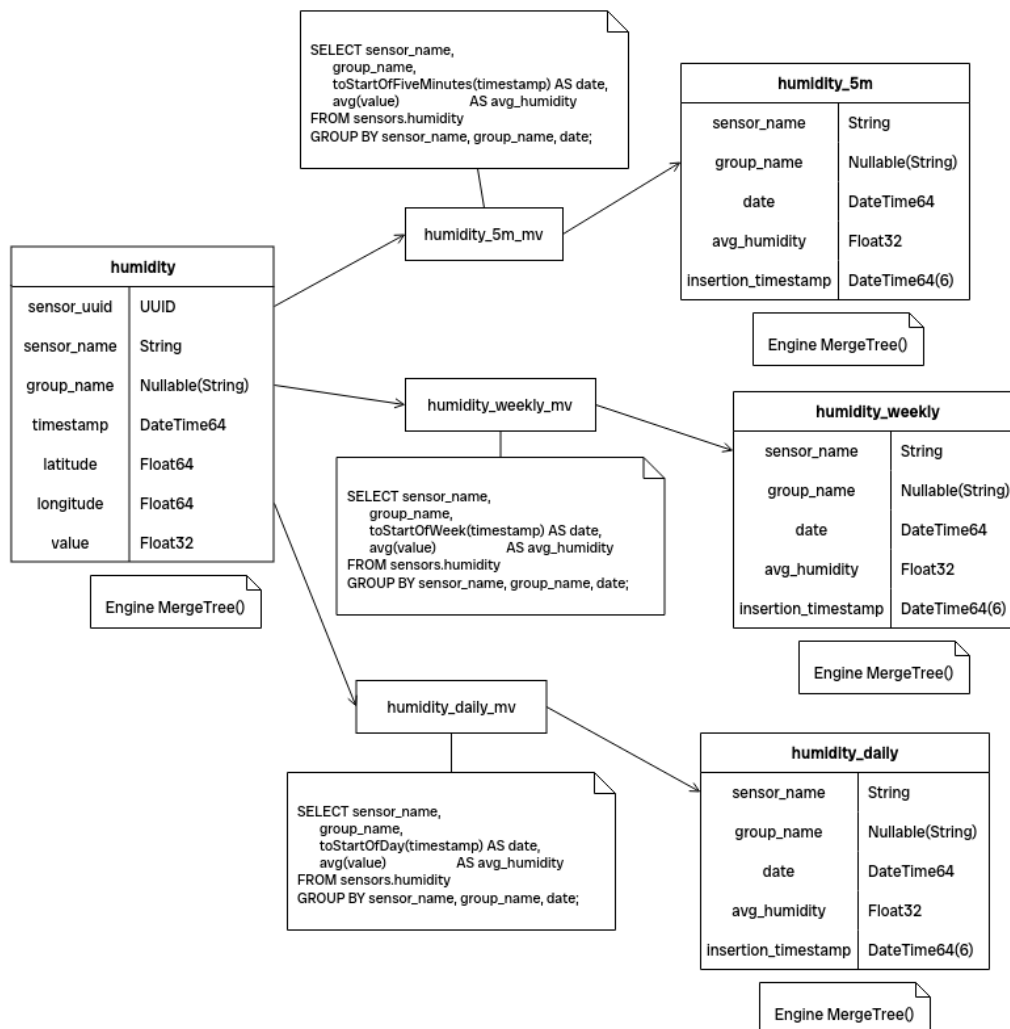 SELECT sensor_name,
group_name,
toStartOfFiveMinutes(timestamp) AS date,
avg(value) AS avg_humidity
FROM sensors.humidity
GROUP BY sensor_name, group_name, date;
humidity_5m
sensor_name String
group_name Nullable(String)
date DateTime64
avg_humidity Float32
insertion_timestamp DateTime64(6)
Engine MergeTree()
humidity_5m_mv
humidity
sensor_uuid UUID
sensor_name String
group_name Nullable(String)
timestamp DateTime64
latitude Float64
longitude Float64
value Float32
Engine MergeTree()
humidity_weekly_mv
SELECT sensor_name,
group_name,
toStartOfWeek(timestamp) AS date,
avg(value) AS avg_humidity
FROM sensors.humidity
GROUP BY sensor_name, group_name, date;
humidity_weekly
sensor_name String
group_name Nullable(String)
date DateTime64
avg_humidity Float32
insertion_timestamp DateTime64(6)
Engine MergeTree()
humidity_daily_mv
SELECT sensor_name,
group_name,
toStartOfDay(timestamp) AS date,
avg(value) AS avg_humidity
FROM sensors.humidity
GROUP BY sensor_name, group_name, date;
humidity_daily
sensor_name String
group_name Nullable(String)
date DateTime64
avg_humidity Float32
insertion_timestamp DateTime64(6)
Engine MergeTree()